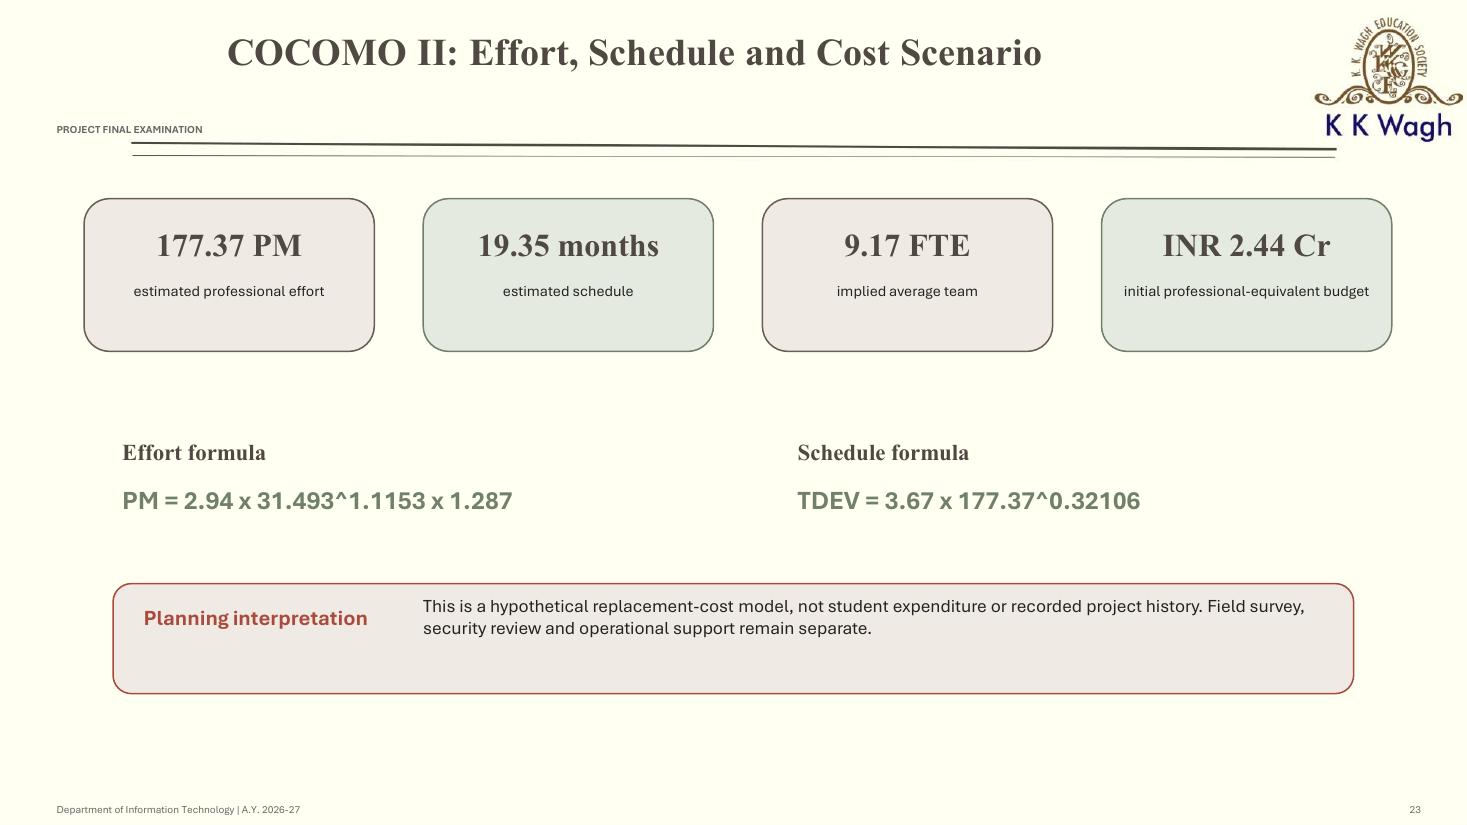 COCOMO II: Effort, Schedule and Cost Scenario
K. K. WAGH EDUCATION SOCIETY
K K Wagh
PROJECT FINAL EXAMINATION
177.37 PM
estimated professional effort
19.35 months
estimated schedule
9.17 FTE
implied average team
INR 2.44 Cr
initial professional-equivalent budget
Effort formula
PM = 2.94 x 31.493^1.1153 x 1.287
Schedule formula
TDEV = 3.67 x 177.37^0.32106
Planning interpretation
This is a hypothetical replacement-cost model, not student expenditure or recorded project history. Field survey,
security review and operational support remain separate.
Department of Information Technology | A.Y. 2026-27
23